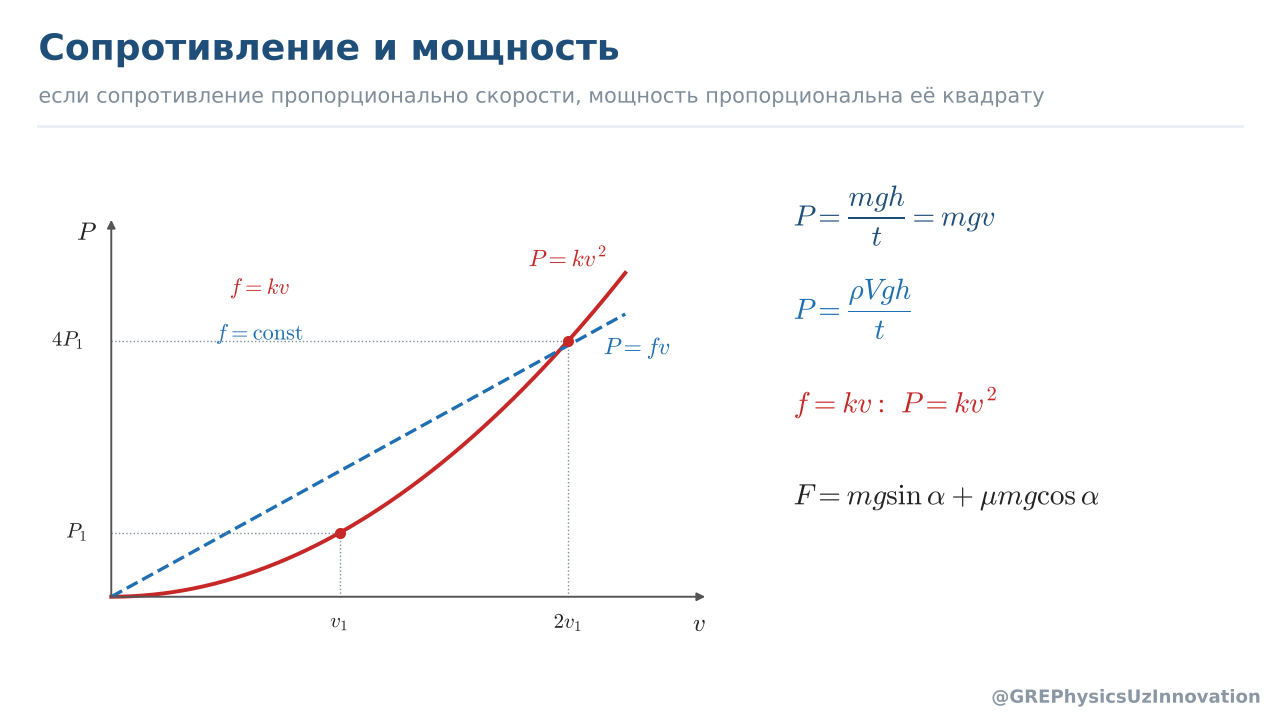 Сопротивление и мощность
если сопротивление пропорционально скорости, мощность пропорциональна её квадрату
P
f = kv
f = const
P = kv²
P = fv
4P₁
P₁
v₁
2v₁
v
P = mgh/t = mgv
P = ρVgh/t
f = kv : P = kv²
F = mg sin α + μmg cos α
@GREPhysicsUzInnovation